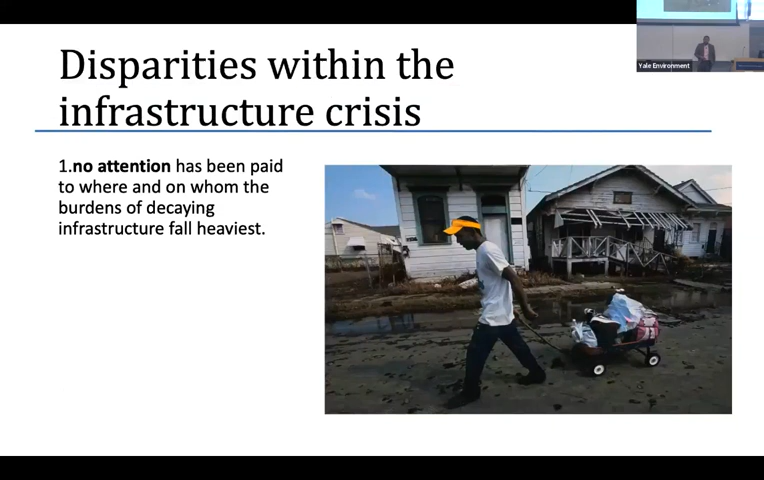 Disparities within the
infrastructure crisis
1.no attention has been paid
to where and on whom the
burdens of decaying
infrastructure fall heaviest.
Yale Environment